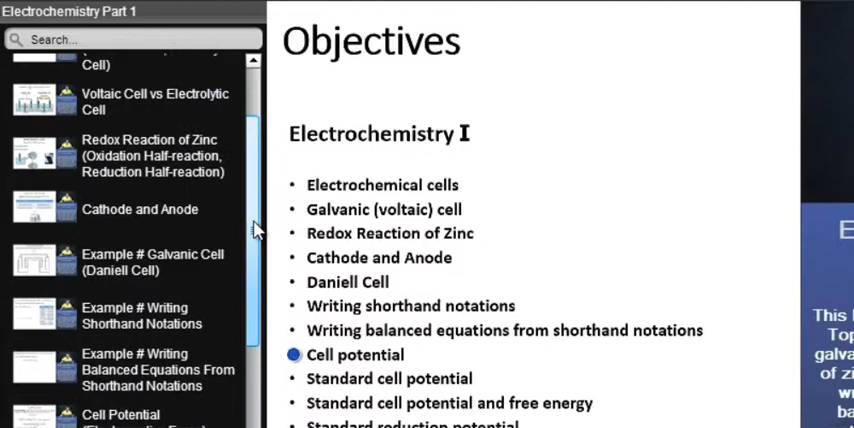 Electrochemistry Part 1
Search...
Cell)
Voltaic Cell vs Electrolytic
Cell
Redox Reaction of Zinc
(Oxidation Half-reaction,
Reduction Half-reaction)
Cathode and Anode
Example # Galvanic Cell
(Daniell Cell)
Example # Writing
Shorthand Notations
Example # Writing
Balanced Equations From
Shorthand Notations
Cell Potential
Objectives
Electrochemistry I
• Electrochemical cells
• Galvanic (voltaic) cell
• Redox Reaction of Zinc
• Cathode and Anode
• Daniell Cell
• Writing shorthand notations
• Writing balanced equations from shorthand notations
Cell potential
• Standard cell potential
• Standard cell potential and free energy
• Standard reduction potential
E
This
Top
galva
of zi
w
ba